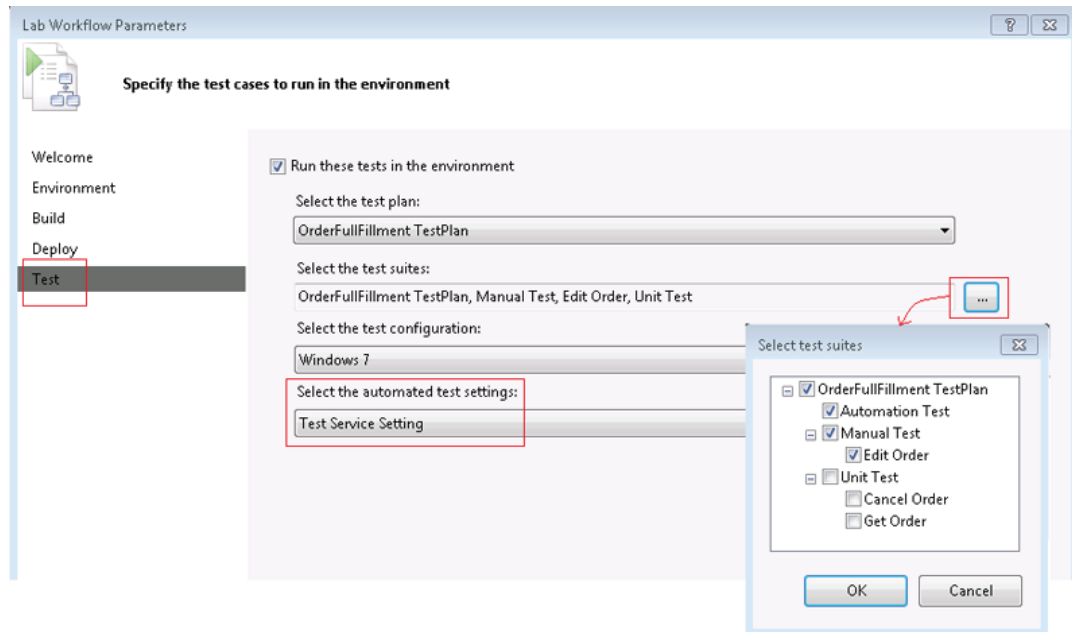 Lab Workflow Parameters
Specify the test cases to run in the environment
Welcome
Environment
Build
Deploy
Test
Run these tests in the environment
Select the test plan:
OrderFullFillment TestPlan
Select the test suites:
OrderFullFillment TestPlan, Manual Test, Edit Order, Unit Test
...
Select the test configuration:
Windows 7
Select the automated test settings:
Test Service Setting
Select test suites
OrderFullFillment TestPlan
Automation Test
Manual Test
Edit Order
Unit Test
Cancel Order
Get Order
OK Cancel